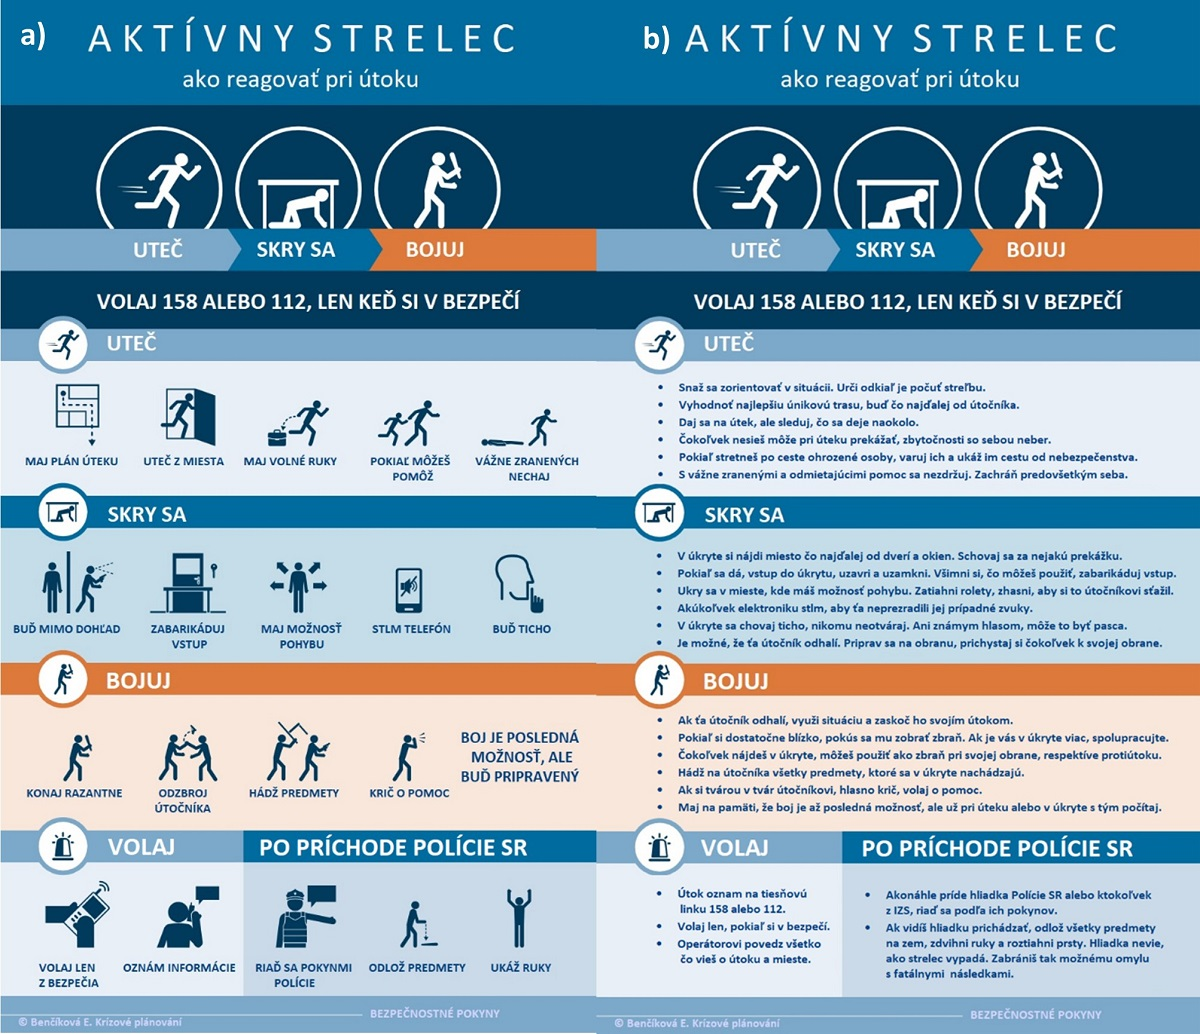 a)
AKTÍVNY STRELEC
ako reagovať pri útoku
UTEČ
SKRY SA
BOJUJ
VOLAJ 158 ALEBO 112, LEN KEĎ SI V BEZPEČÍ
UTEČ
MAJ PLÁN ÚTEKU
UTEČ Z MIESTA
MAJ VOLNÉ RUKY
POKIAĽ MÔŽEŠ
POMÔŽ
VÁŽNE ZRANENÝCH
NECHAJ
SKRY SA
BUĎ MIMO DOHĽAD
ZABARIKÁDUJ
VSTUP
MAJ MOŽNOSŤ
POHYBU
STLM TELEFÓN
BUĎ TICHO
BOJUJ
KONAJ RAZANTNE
ODZBROJ
ÚTOČNÍKA
HÁDŽ PREDMETY
KRIČ O POMOC
BOJ JE POSLEDNÁ
MOŽNOSŤ, ALE
BUĎ PRIPRAVENÝ
VOLAJ
VOLAJ LEN
Z BEZPEČIA
OZNÁM INFORMÁCIE
PO PRÍCHODE POLÍCIE SR
RIAĎ SA POKYNMI
POLÍCIE
ODLOŽ PREDMETY
UKÁŽ RUKY
© Benčíková E. Krízové plánování
BEZPEČNOSTNÉ POKYNY
b)
AKTÍVNY STRELEC
ako reagovať pri útoku
UTEČ
SKRY SA
BOJUJ
VOLAJ 158 ALEBO 112, LEN KEĎ SI V BEZPEČÍ
UTEČ
• Snaž sa zorientovať v situácii. Urči odkiaľ je počuť streľbu.
• Vyhodnoť najlepšiu únikovú trasu, buď čo najďalej od útočníka.
• Daj sa na útek, ale sleduj, čo sa deje naokolo.
• Čokoľvek nesieš môže pri úteku prekážať, zbytočnosti so sebou neber.
• Pokiaľ stretneš po ceste ohrozené osoby, varuj ich a ukáž im cestu od nebezpečenstva.
• S vážne zranenými a odmietajúcimi pomoc sa nezdržuj. Zachráň predovšetkým seba.
SKRY SA
• V úkryte si nájdi miesto čo najďalej od dverí a okien. Schovaj sa za nejakú prekážku.
• Pokiaľ sa dá, vstup do úkrytu, uzavri a uzamkni. Všimni si, čo môžeš použiť, zabarikáduj vstup.
• Ukry sa v mieste, kde máš možnosť pohybu. Zatiahni rolety, zhasni, aby si to útočníkovi sťažil.
• Akúkoľvek elektroniku stlm, aby ťa neprezradili jej prípadné zvuky.
• V úkryte sa chovaj ticho, nikomu neotváraj. Ani známym hlasom, môže to byť pasca.
• Je možné, že ťa útočník odhalí. Priprav sa na obranu, prichystaj si čokoľvek k svojej obrane.
BOJUJ
• Ak ťa útočník odhalí, využi situáciu a zaskoč ho svojím útokom.
• Pokiaľ si dostatočne blízko, pokús sa mu zobrať zbraň. Ak je vás v úkryte viac, spolupracujte.
• Čokoľvek nájdeš v úkryte, môžeš použiť ako zbraň pri svojej obrane, respektíve protiútoku.
• Hádž na útočníka všetky predmety, ktoré sa v úkryte nachádzajú.
• Ak si tvárou v tvár útočníkovi, hlasno krič, volaj o pomoc.
• Maj na pamäti, že boj je až posledná možnosť, ale už pri úteku alebo v úkryte s tým počítaj.
VOLAJ
• Útok oznam na tiesňovú
linku 158 alebo 112.
• Volaj len, pokiaľ si v bezpečí.
• Operátorovi povedz všetko
čo vieš o útoku a mieste.
PO PRÍCHODE POLÍCIE SR
• Akonáhle príde hliadka Polície SR alebo ktokoľvek
z IZS, riaď sa podľa ich pokynov.
• Ak vidíš hliadku prichádzať, odlož všetky predmety
na zem, zdvihni ruky a roztiahni prsty. Hliadka nevie,
ako strelec vypadá. Zabrániš tak možnému omylu
s fatálnymi následkami.
© Benčíková E. Krízové plánování
BEZPEČNOSTNÉ POKYNY